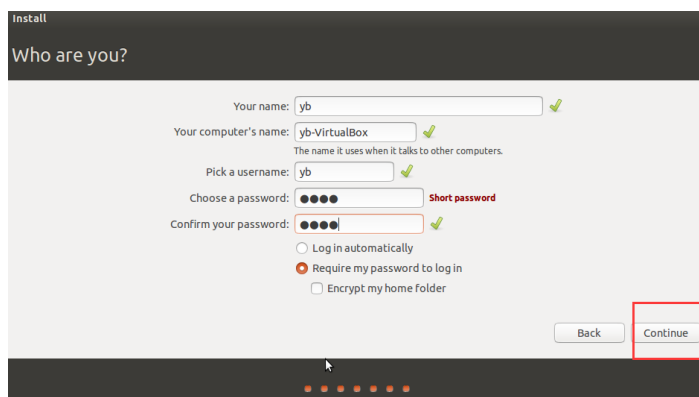 Install
Who are you?
Your name: yb
Your computer's name: yb-VirtualBox
The name it uses when it talks to other computers.
Pick a username: yb
Choose a password: ●●●● Short password
Confirm your password: ●●●●
Log in automatically
Require my password to log in
Encrypt my home folder
Back Continue